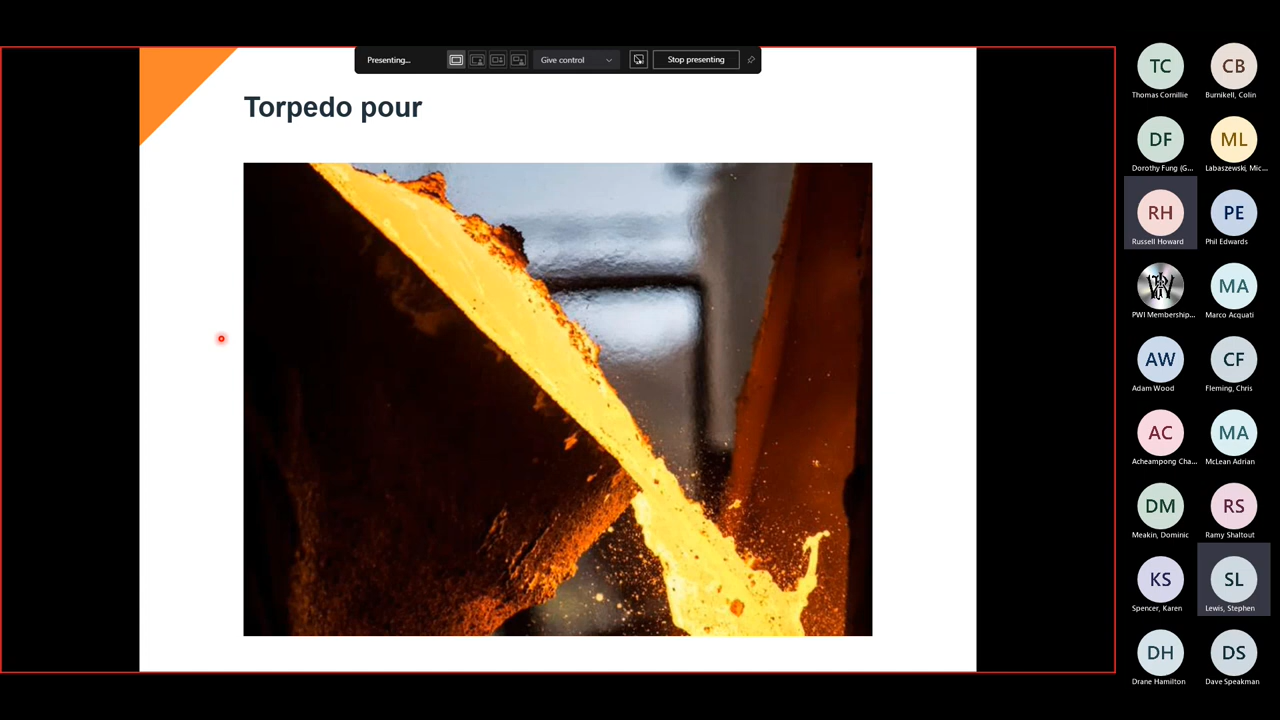 Presenting...
Give control
Stop presenting
Torpedo pour
TC
CB
Thomas Cornillie
Burnikell, Colin
DF
ML
Dorothy Fung (G...
Labaszewski, Mic...
RH
PE
Russell Howard
Phil Edwards
MA
PWI Membership...
Marco Acquati
AW
CF
Adam Wood
Fleming, Chris
AC
MA
Acheampong Cha...
McLean Adrian
DM
RS
Meakin, Dominic
Ramy Shaltout
KS
SL
Spencer, Karen
Lewis, Stephen
DH
DS
Drane Hamilton
Dave Speakman